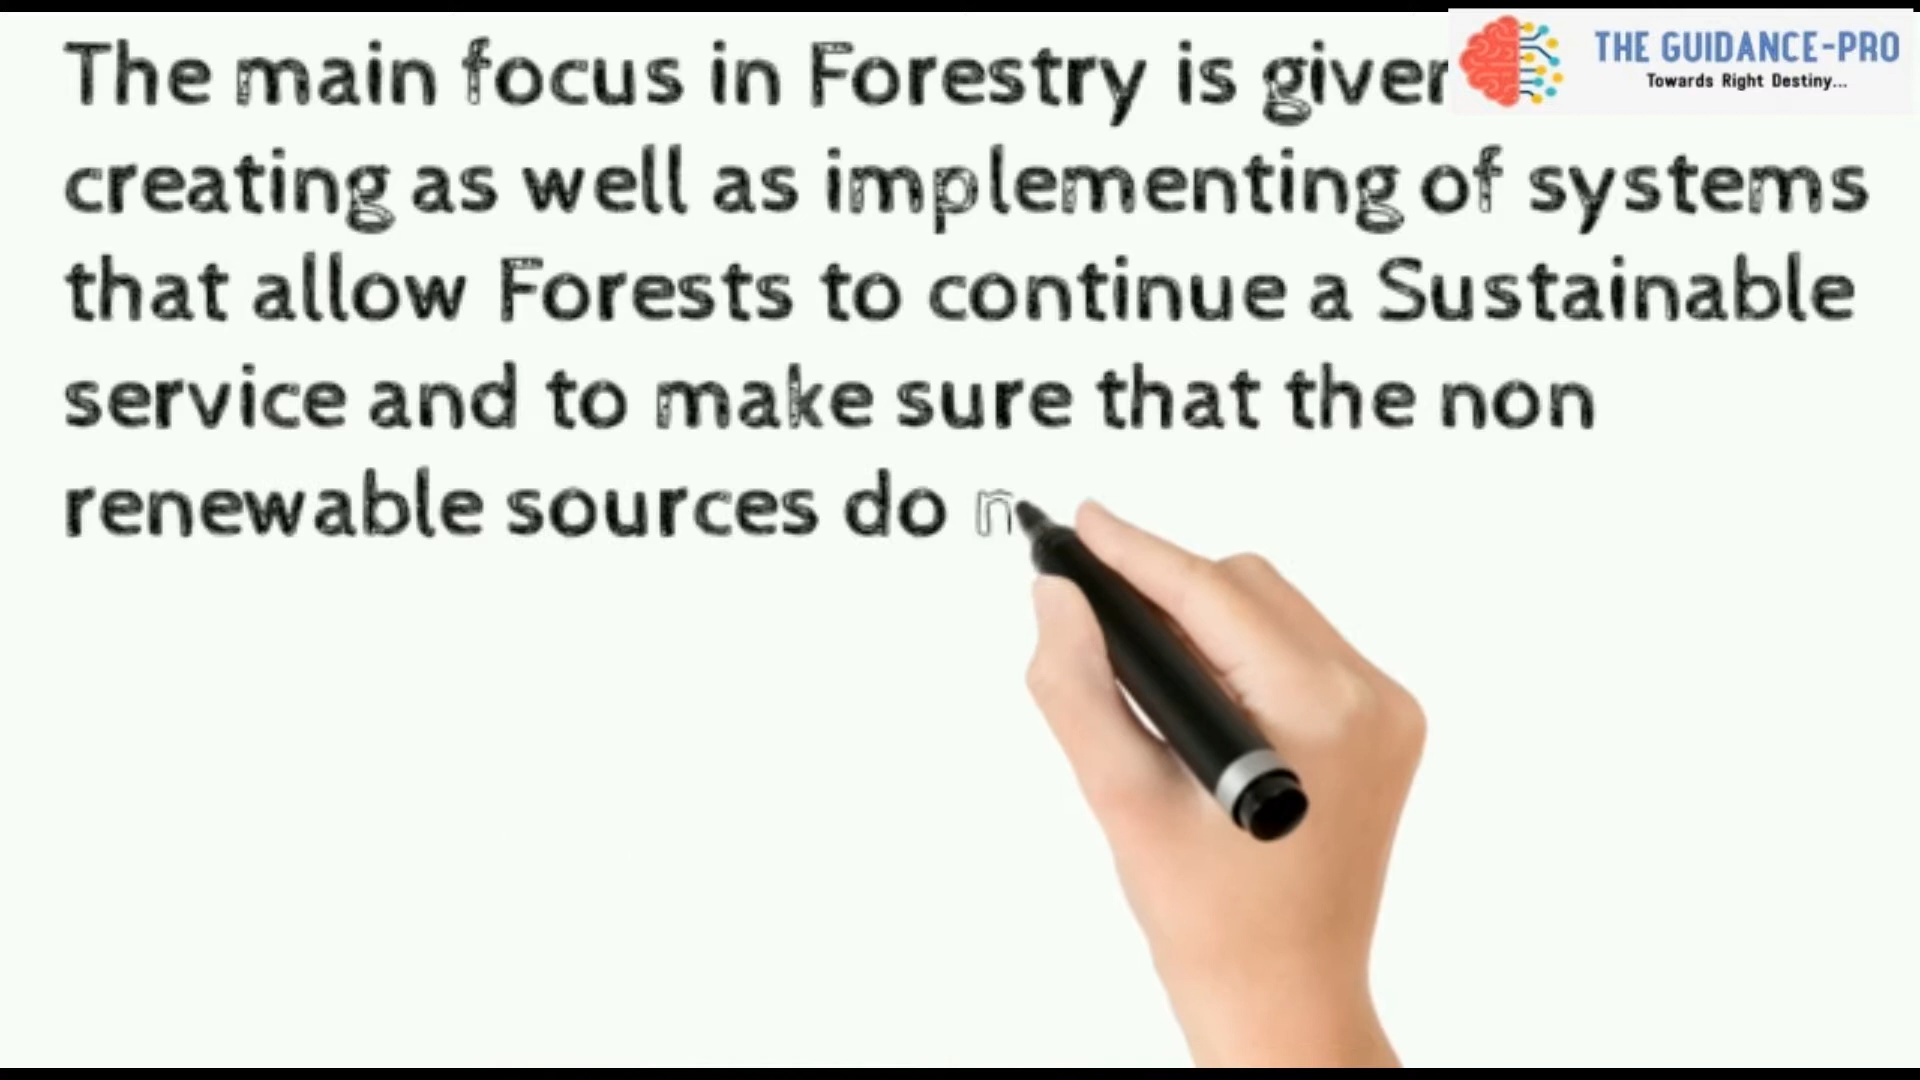 The main focus in Forestry is given
creating as well as implementing of systems
that allow Forests to continue a Sustainable
service and to make sure that the non
renewable sources do n
THE GUIDANCE-PRO
Towards Right Destiny...